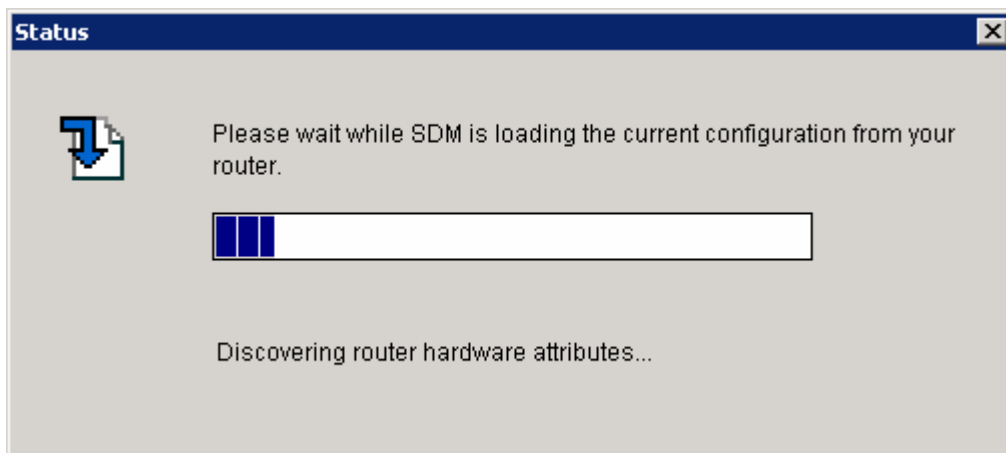 Status
Please wait while SDM is loading the current configuration from your
router.
Discovering router hardware attributes...